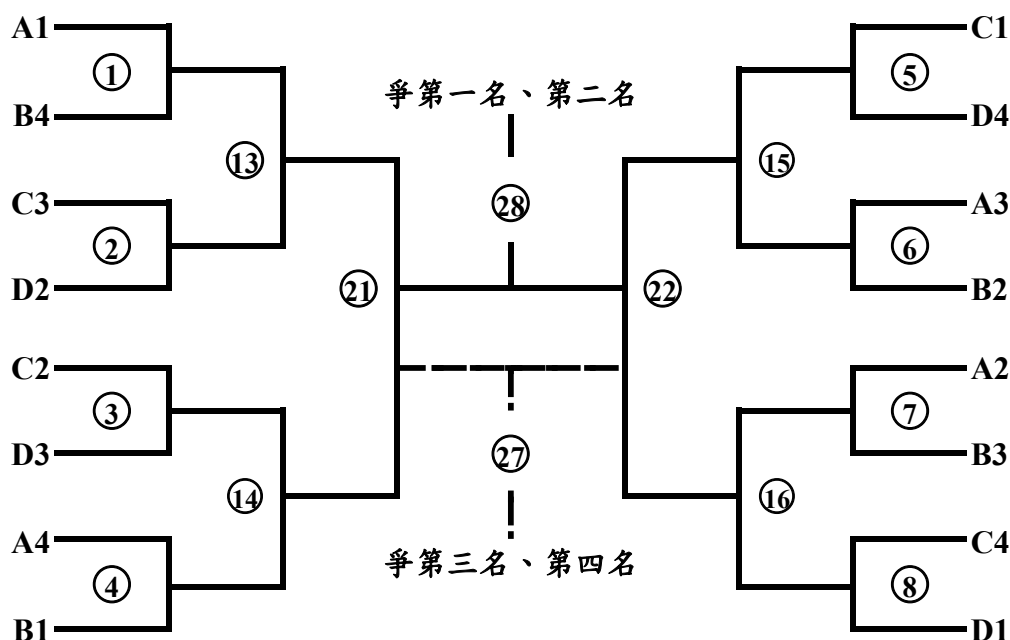 A1
①
B4
⑬
C3
②
D2
㉑
C2
③
D3
⑭
A4
④
B1
爭第一名、第二名
㉘
㉗
爭第三名、第四名
C1
⑤
D4
⑮
A3
⑥
B2
㉒
A2
⑦
B3
⑯
C4
⑧
D1